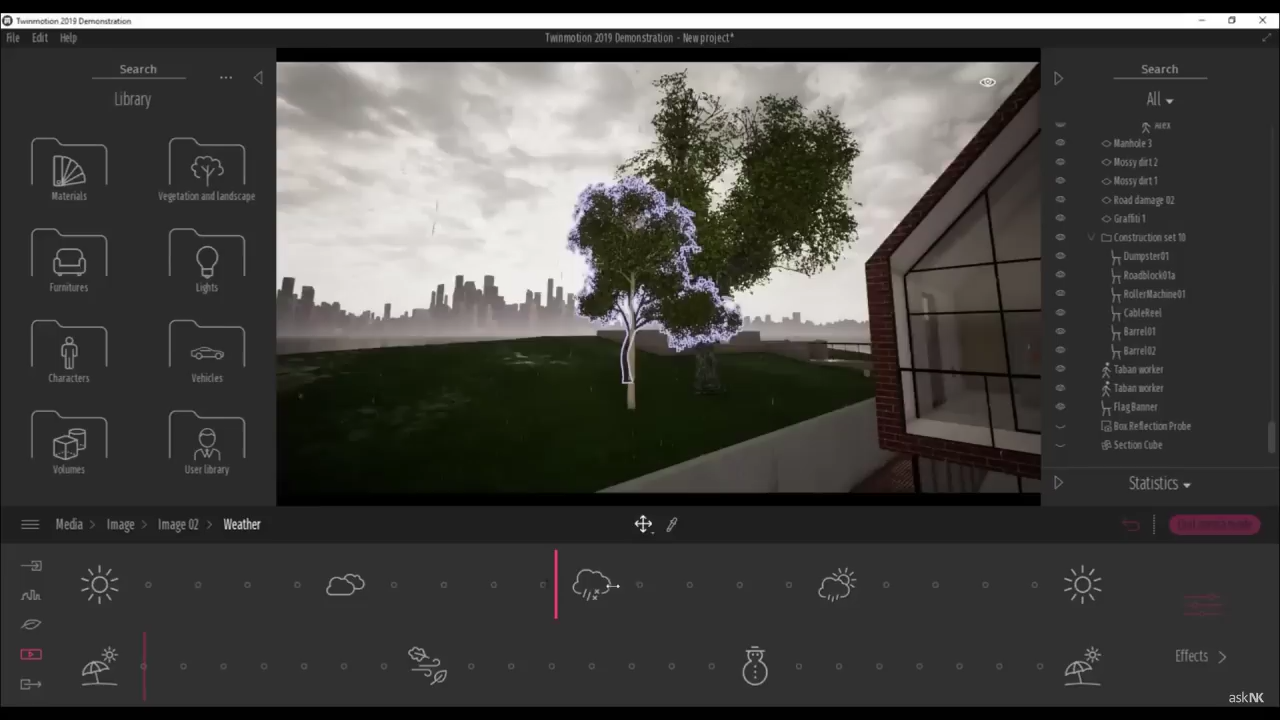 Twinmotion 2019 Demonstration
File Edit Help
Twinmotion 2019 Demonstration - New project*
Search
...
Library
Materials
Vegetation and landscape
Furnitures
Lights
Characters
Vehicles
Volumes
User library
Search
All
Manhole 3
Mossy dirt 2
Mossy dirt 1
Road damage 02
Graffiti 1
Construction set 10
Dumpster01
Roadblock01a
RollerMachine01
CableReel
Barrel01
Barrel02
Taban worker
Taban worker
Flag Banner
Box Reflection Probe
Section Cube
Statistics
Media > Image > Image 02 > Weather
Effects >
askNK